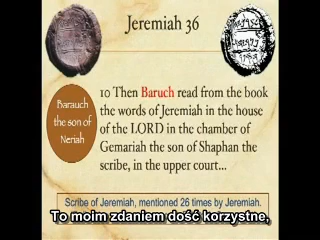 Jeremiah 36
Barauch
the son of
Neriah
10 Then Baruch read from the book
the words of Jeremiah in the house
of the LORD in the chamber of
Gemariah the son of Shaphan the
scribe, in the upper court...
Scribe of Jeremiah, mentioned 26 times by Jeremiah.
To moim zdaniem dość korzystne,